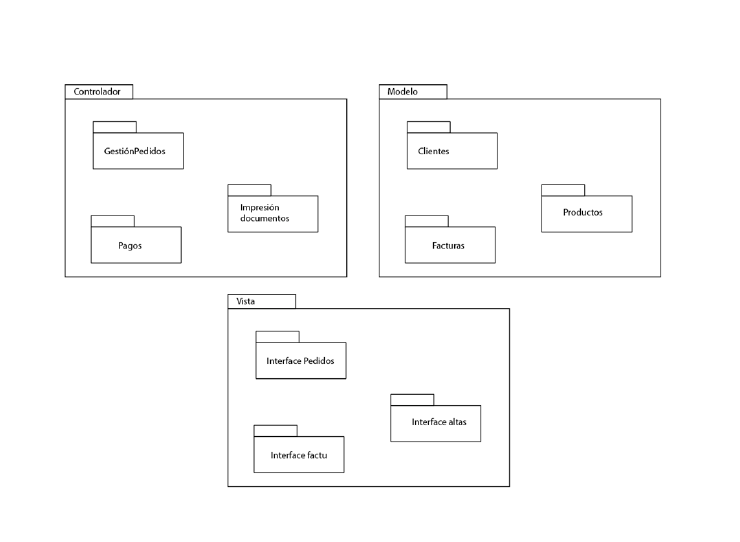 Controlador
GestiónPedidos
Impresión
documentos
Pagos
Modelo
Clientes
Productos
Facturas
Vista
Interface Pedidos
Interface altas
Interface factu